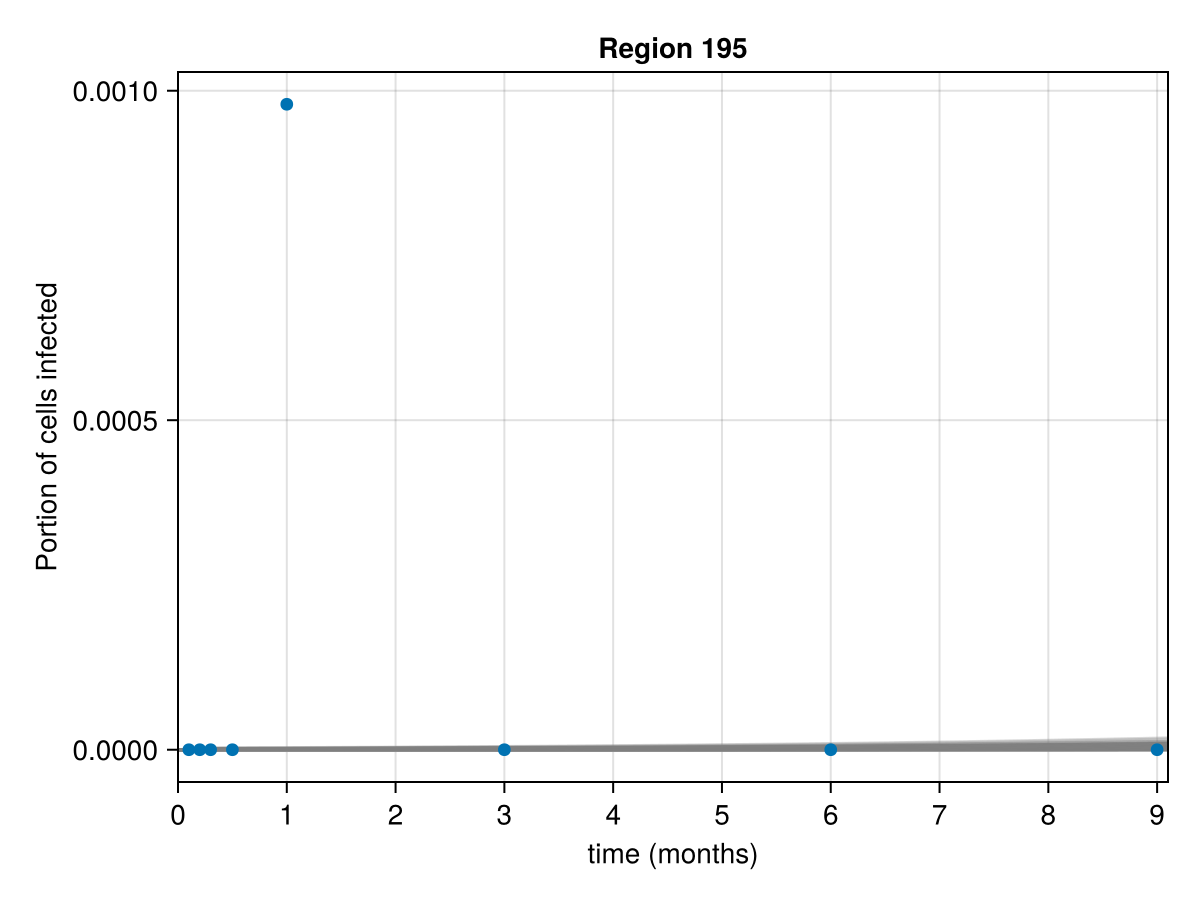 Region 195
0.0010
0.0005
0.0000
Portion of cells infected
0 1 2 3 4 5 6 7 8 9
time (months)